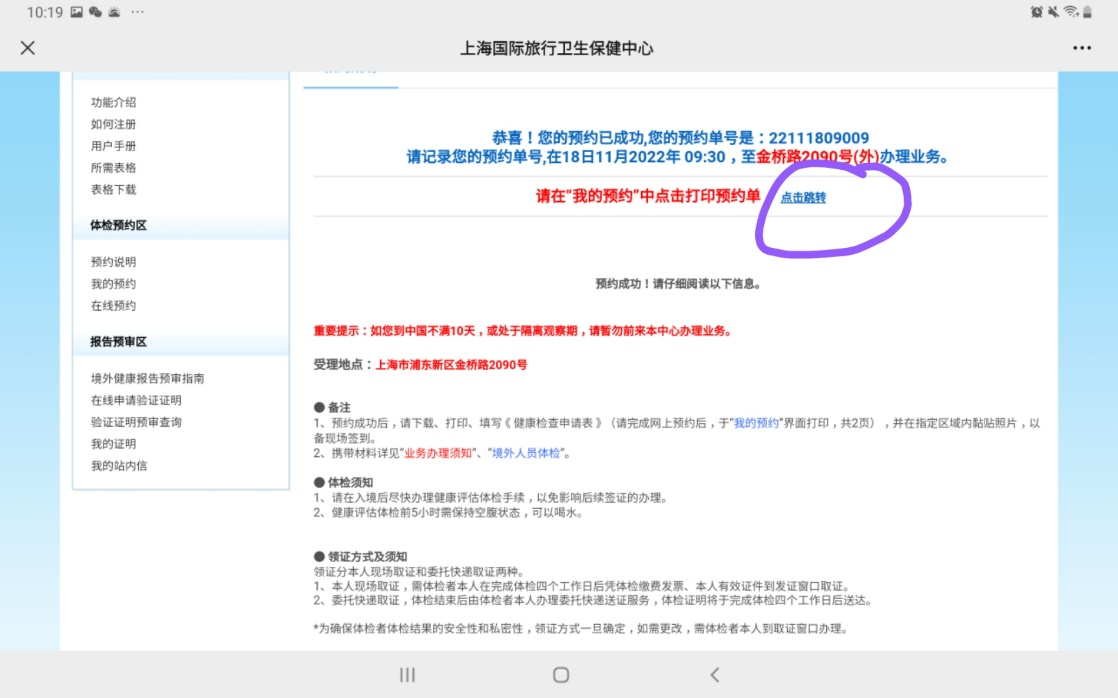 10:19
上海国际旅行卫生保健中心
功能介绍
如何注册
用户手册
所需表格
表格下载
体检预约区
预约说明
我的预约
在线预约
报告预审区
境外健康报告预审指南
在线申请验证证明
验证证明预审查询
我的证明
我的站内信
恭喜！您的预约已成功,您的预约单号是：22111809009
请记录您的预约单号,在18日11月2022年 09:30，至金桥路2090号(外)办理业务。
请在“我的预约”中点击打印预约单 点击跳转
预约成功！请仔细阅读以下信息。
重要提示：如您到中国不满10天，或处于隔离观察期，请暂勿前来本中心办理业务。
受理地点：上海市浦东新区金桥路2090号
● 备注
1、预约成功后，请下载、打印、填写《 健康检查申请表 》（请完成网上预约后，于“我的预约”界面打印，共2页），并在指定区域内黏贴照片，以
备现场签到。
2、携带材料详见“业务办理须知”、“境外人员体检”。
● 体检须知
1、请在入境后尽快办理健康评估体检手续，以免影响后续签证的办理。
2、健康评估体检前5小时需保持空腹状态，可以喝水。
● 领证方式及须知
领证分本人现场取证和委托快递取证两种。
1、本人现场取证，需体检者本人在完成体检四个工作日后凭体检缴费发票、本人有效证件到发证窗口取证。
2、委托快递取证，体检结束后由体检者本人办理委托快递送证服务，体检证明将于完成体检四个工作日后送达。
*为确保体检者体检结果的安全性和私密性，领证方式一旦确定，如需更改，需体检者本人到取证窗口办理。